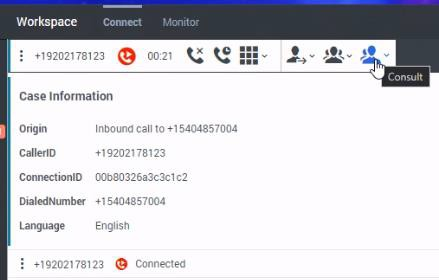 Workspace Connect Monitor
+19202178123 00:21
Consult
Case Information
Origin Inbound call to +15404857004
CallerID +19202178123
ConnectionID 00b80326a3c3c1c2
DialedNumber +15404857004
Language English
+19202178123 Connected